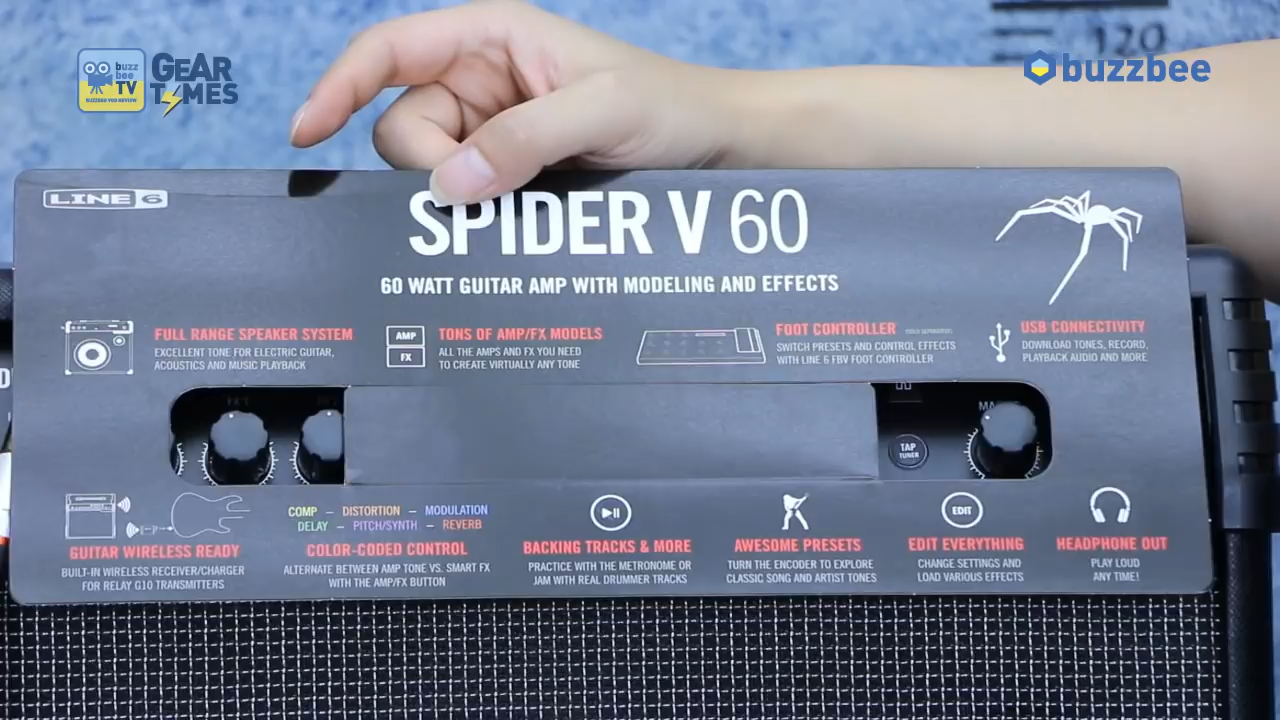 buzz
bee
TV
BUZZBEE VOD REVIEW
GEAR
TIMES
120
buzzbee
LINE 6
SPIDER V 60
60 WATT GUITAR AMP WITH MODELING AND EFFECTS
FULL RANGE SPEAKER SYSTEM
EXCELLENT TONE FOR ELECTRIC GUITAR,
ACOUSTICS AND MUSIC PLAYBACK
AMP
FX
TONS OF AMP/FX MODELS
ALL THE AMPS AND FX YOU NEED
TO CREATE VIRTUALLY ANY TONE
FOOT CONTROLLER (SOLD SEPARATELY)
SWITCH PRESETS AND CONTROL EFFECTS
WITH LINE 6 FBV FOOT CONTROLLER
USB CONNECTIVITY
DOWNLOAD TONES, RECORD,
PLAYBACK AUDIO AND MORE
TAP
TUNER
GUITAR WIRELESS READY
BUILT-IN WIRELESS RECEIVER/CHARGER
FOR RELAY G10 TRANSMITTERS
COMP – DISTORTION – MODULATION
DELAY – PITCH/SYNTH – REVERB
COLOR-CODED CONTROL
ALTERNATE BETWEEN AMP TONE VS. SMART FX
WITH THE AMP/FX BUTTON
BACKING TRACKS & MORE
PRACTICE WITH THE METRONOME OR
JAM WITH REAL DRUMMER TRACKS
AWESOME PRESETS
TURN THE ENCODER TO EXPLORE
CLASSIC SONG AND ARTIST TONES
EDIT
EDIT EVERYTHING
CHANGE SETTINGS AND
LOAD VARIOUS EFFECTS
HEADPHONE OUT
PLAY LOUD
ANY TIME!